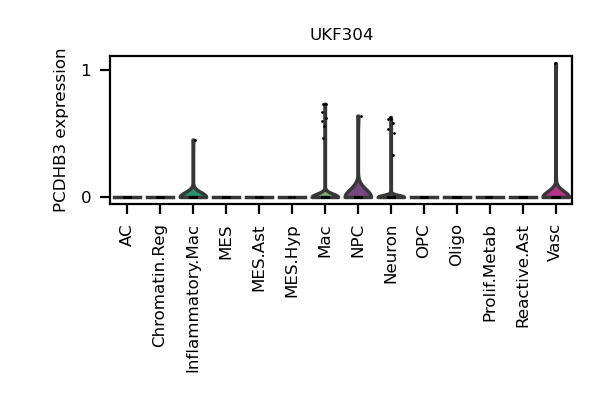 UKF304
PCDHB3 expression
1
0
AC
Chromatin.Reg
Inflammatory.Mac
MES
MES.Ast
MES.Hyp
Mac
NPC
Neuron
OPC
Oligo
Prolif.Metab
Reactive.Ast
Vasc